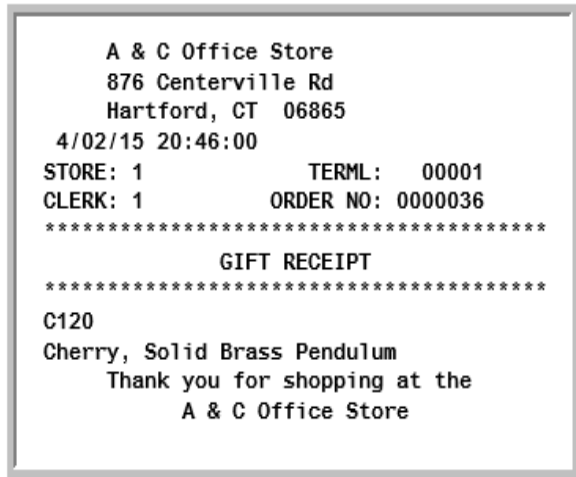 A & C Office Store
876 Centerville Rd
Hartford, CT 06865
4/02/15 20:46:00
STORE: 1 TERML: 00001
CLERK: 1 ORDER NO: 0000036
****************************************
GIFT RECEIPT
****************************************
C120
Cherry, Solid Brass Pendulum
Thank you for shopping at the
A & C Office Store